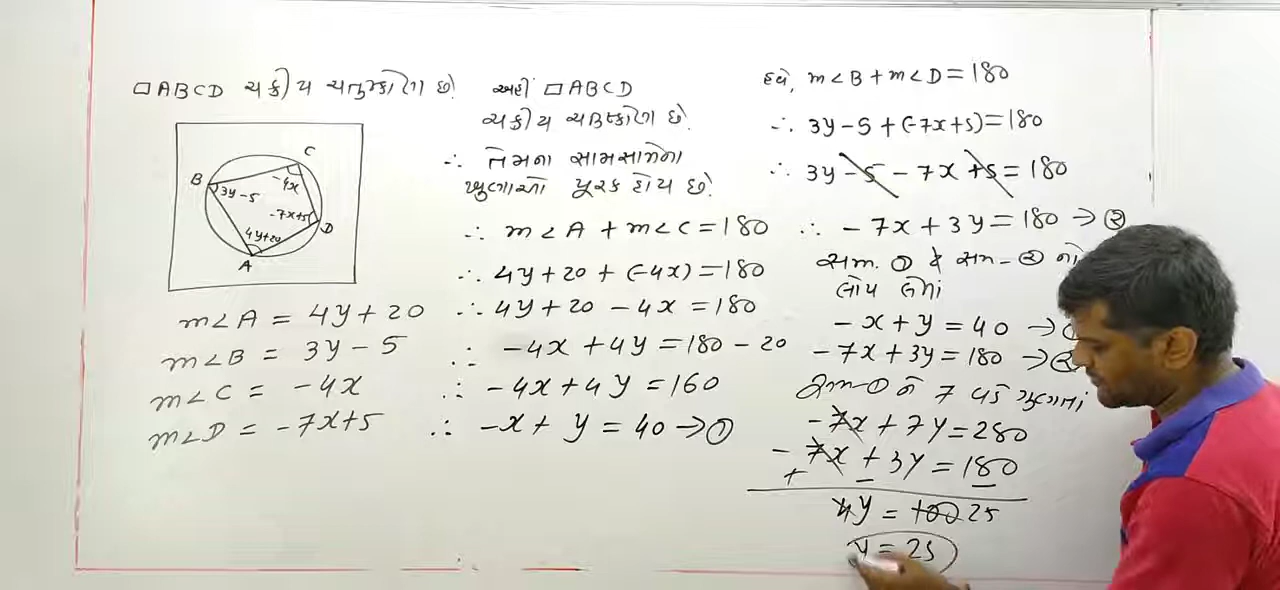 □ABCD ચક્રીય ચતુષ્કોણ છે.
C
B
-4x
3y-5
-7x+5
D
4y+20
A
m∠A = 4y+20
m∠B = 3y-5
m∠C = -4x
m∠D = -7x+5
અહીં □ABCD
ચક્રીય ચતુષ્કોણ છે.
∴ તેમના સામસામેના
ખુણાઓ પૂરક હોય છે.
∴ m∠A + m∠C = 180
∴ 4y+20 + (-4x) = 180
∴ 4y+20 - 4x = 180
∴ -4x + 4y = 180 - 20
∴ -4x + 4y = 160
∴ -x + y = 40 → ①
હવે, m∠B + m∠D = 180
∴ 3y-5 + (-7x+5) = 180
∴ 3y-5 - 7x +5 = 180
∴ -7x + 3y = 180 → ②
સમ. ① ને સમ-② નો
લોપ લેતાં
-x + y = 40 →
-7x + 3y = 180 → ②
સમ-① ને 7 વડે ગુણતાં
-7x + 7y = 280
-7x + 3y = 180
+ - -
4y = 100 25
y = 25